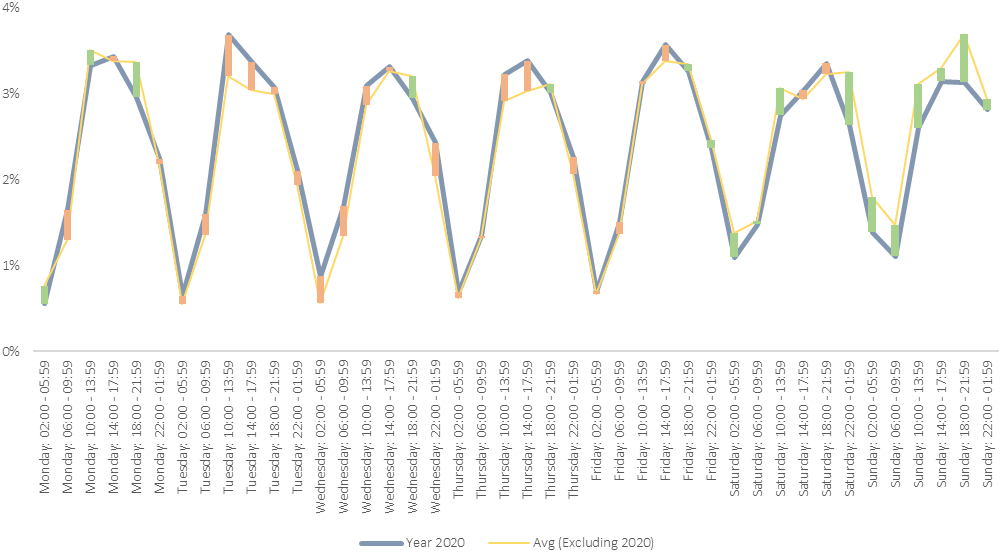 4%
3%
2%
1%
0%
Monday; 02:00 - 05:59
Monday; 06:00 - 09:59
Monday; 10:00 - 13:59
Monday; 14:00 - 17:59
Monday; 18:00 - 21:59
Monday; 22:00 - 01:59
Tuesday; 02:00 - 05:59
Tuesday; 06:00 - 09:59
Tuesday; 10:00 - 13:59
Tuesday; 14:00 - 17:59
Tuesday; 18:00 - 21:59
Tuesday; 22:00 - 01:59
Wednesday; 02:00 - 05:59
Wednesday; 06:00 - 09:59
Wednesday; 10:00 - 13:59
Wednesday; 14:00 - 17:59
Wednesday; 18:00 - 21:59
Wednesday; 22:00 - 01:59
Thursday; 02:00 - 05:59
Thursday; 06:00 - 09:59
Thursday; 10:00 - 13:59
Thursday; 14:00 - 17:59
Thursday; 18:00 - 21:59
Thursday; 22:00 - 01:59
Friday; 02:00 - 05:59
Friday; 06:00 - 09:59
Friday; 10:00 - 13:59
Friday; 14:00 - 17:59
Friday; 18:00 - 21:59
Friday; 22:00 - 01:59
Saturday; 02:00 - 05:59
Saturday; 06:00 - 09:59
Saturday; 10:00 - 13:59
Saturday; 14:00 - 17:59
Saturday; 18:00 - 21:59
Saturday; 22:00 - 01:59
Sunday; 02:00 - 05:59
Sunday; 06:00 - 09:59
Sunday; 10:00 - 13:59
Sunday; 14:00 - 17:59
Sunday; 18:00 - 21:59
Sunday; 22:00 - 01:59
Year 2020
Avg (Excluding 2020)